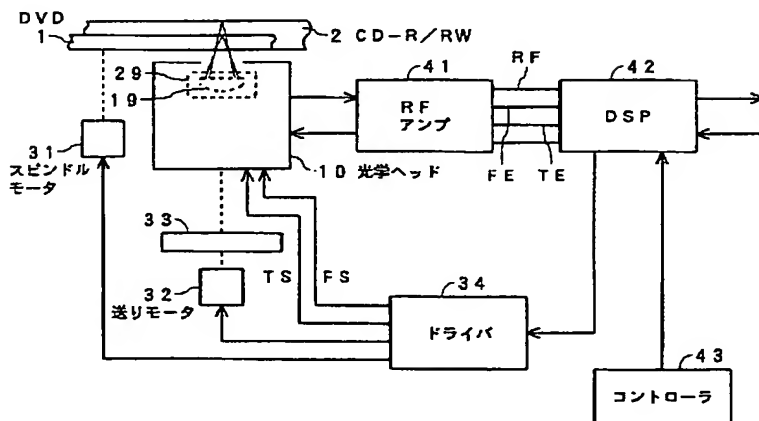 DVD
1
2 CD-R/RW
29
19
41
RF
アンプ
RF
FE
TE
42
DSP
31
スピンドル
モータ
10 光学ヘッド
33
32
送りモータ
TS
FS
34
ドライバ
43
コントローラ